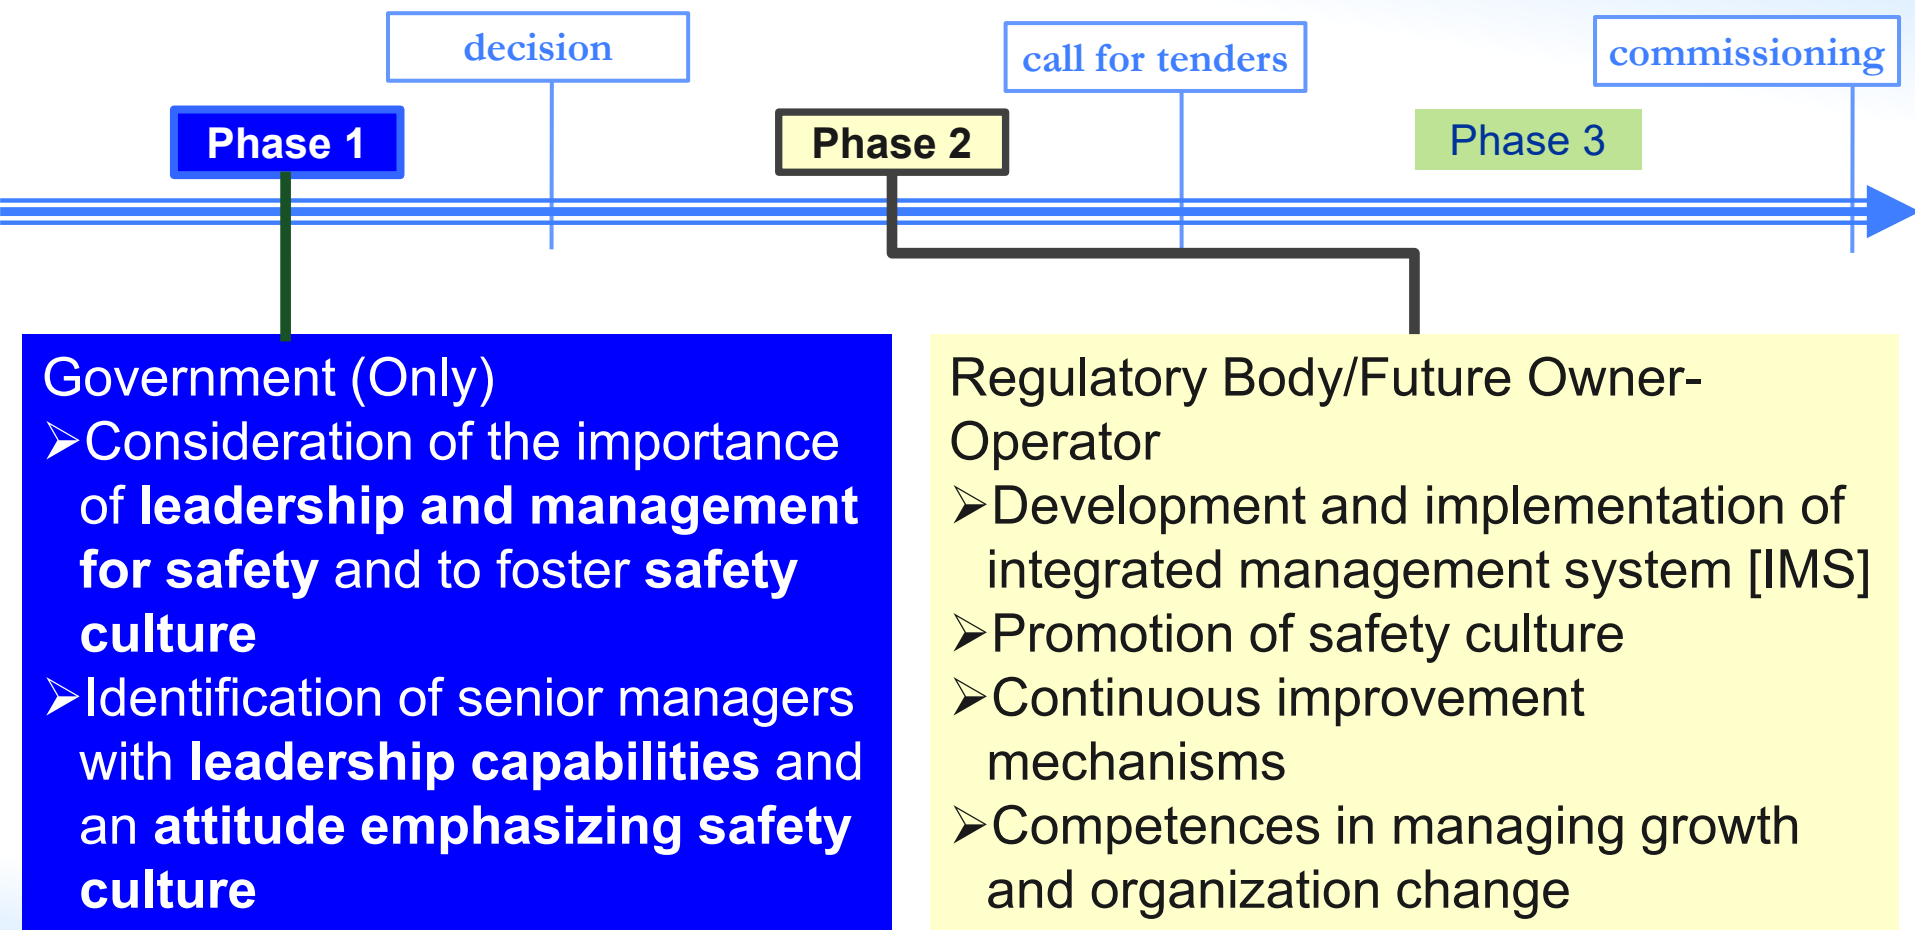 decision
call for tenders
commissioning
Phase 1
Phase 2
Phase 3
Government (Only)
➢Consideration of the importance
of leadership and management
for safety and to foster safety
culture
➢Identification of senior managers
with leadership capabilities and
an attitude emphasizing safety
culture
Regulatory Body/Future Owner-
Operator
➢Development and implementation of
integrated management system [IMS]
➢Promotion of safety culture
➢Continuous improvement
mechanisms
➢Competences in managing growth
and organization change